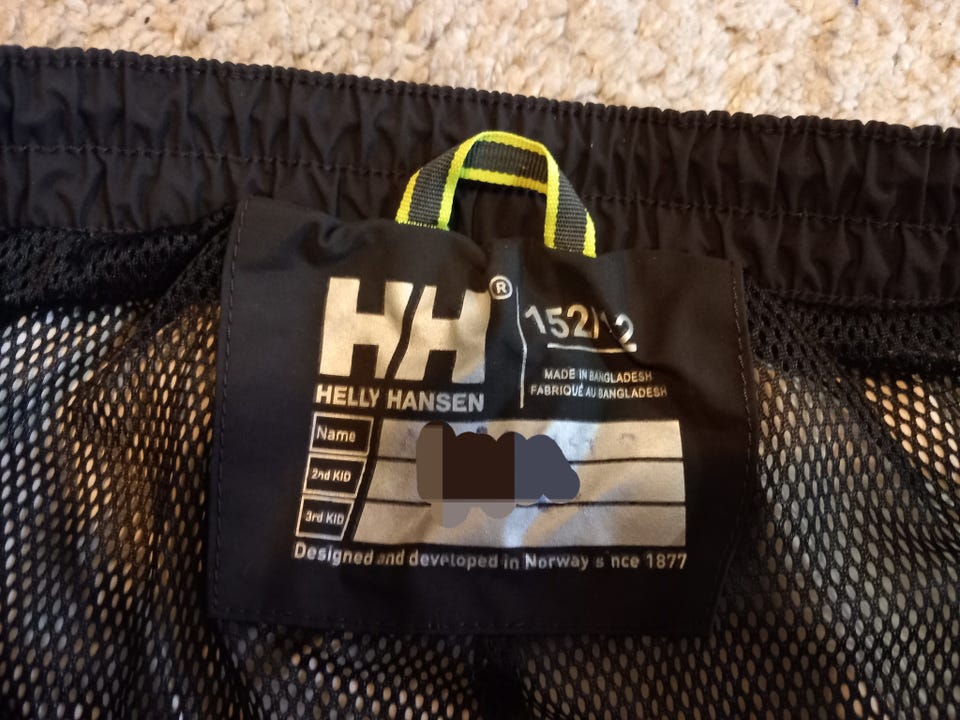 HH®
HELLY HANSEN
152/12
MADE IN BANGLADESH
FABRIQUÉ AU BANGLADESH
Name
2nd KID
3rd KID
Designed and developed in Norway since 1877